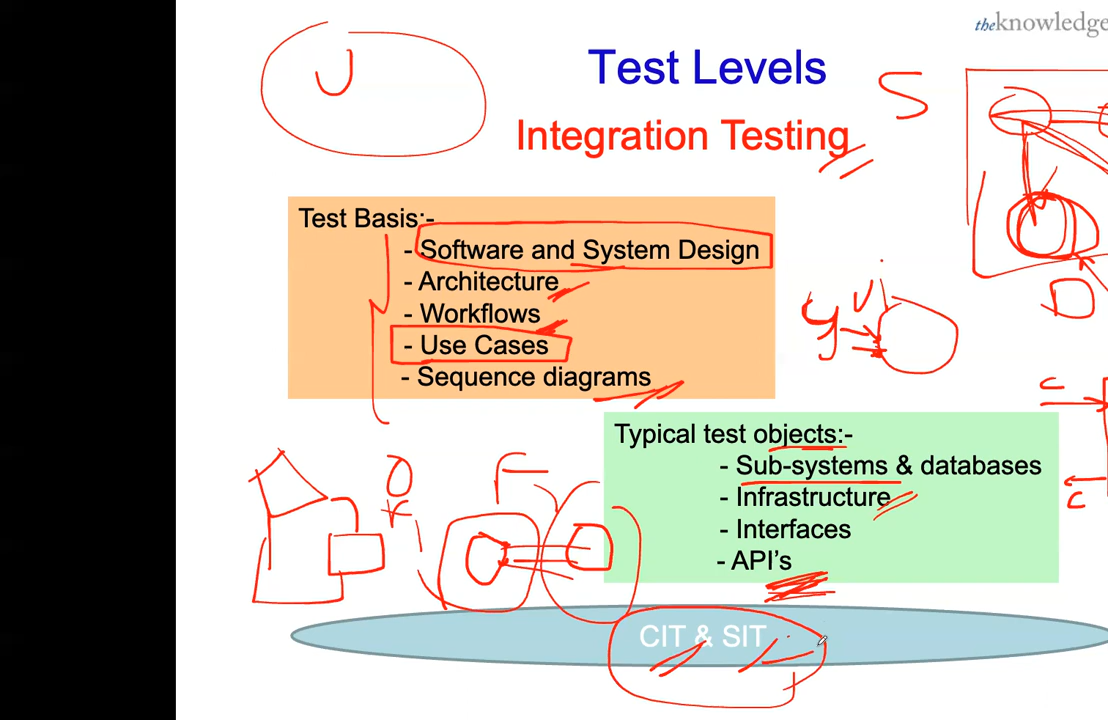 theknowledge
Test Levels
Integration Testing
U
S
Test Basis:-
- Software and System Design
- Architecture
- Workflows
- Use Cases
- Sequence diagrams
D
C
C
Typical test objects:-
- Sub-systems & databases
- Infrastructure
- Interfaces
- API's
CIT & SIT